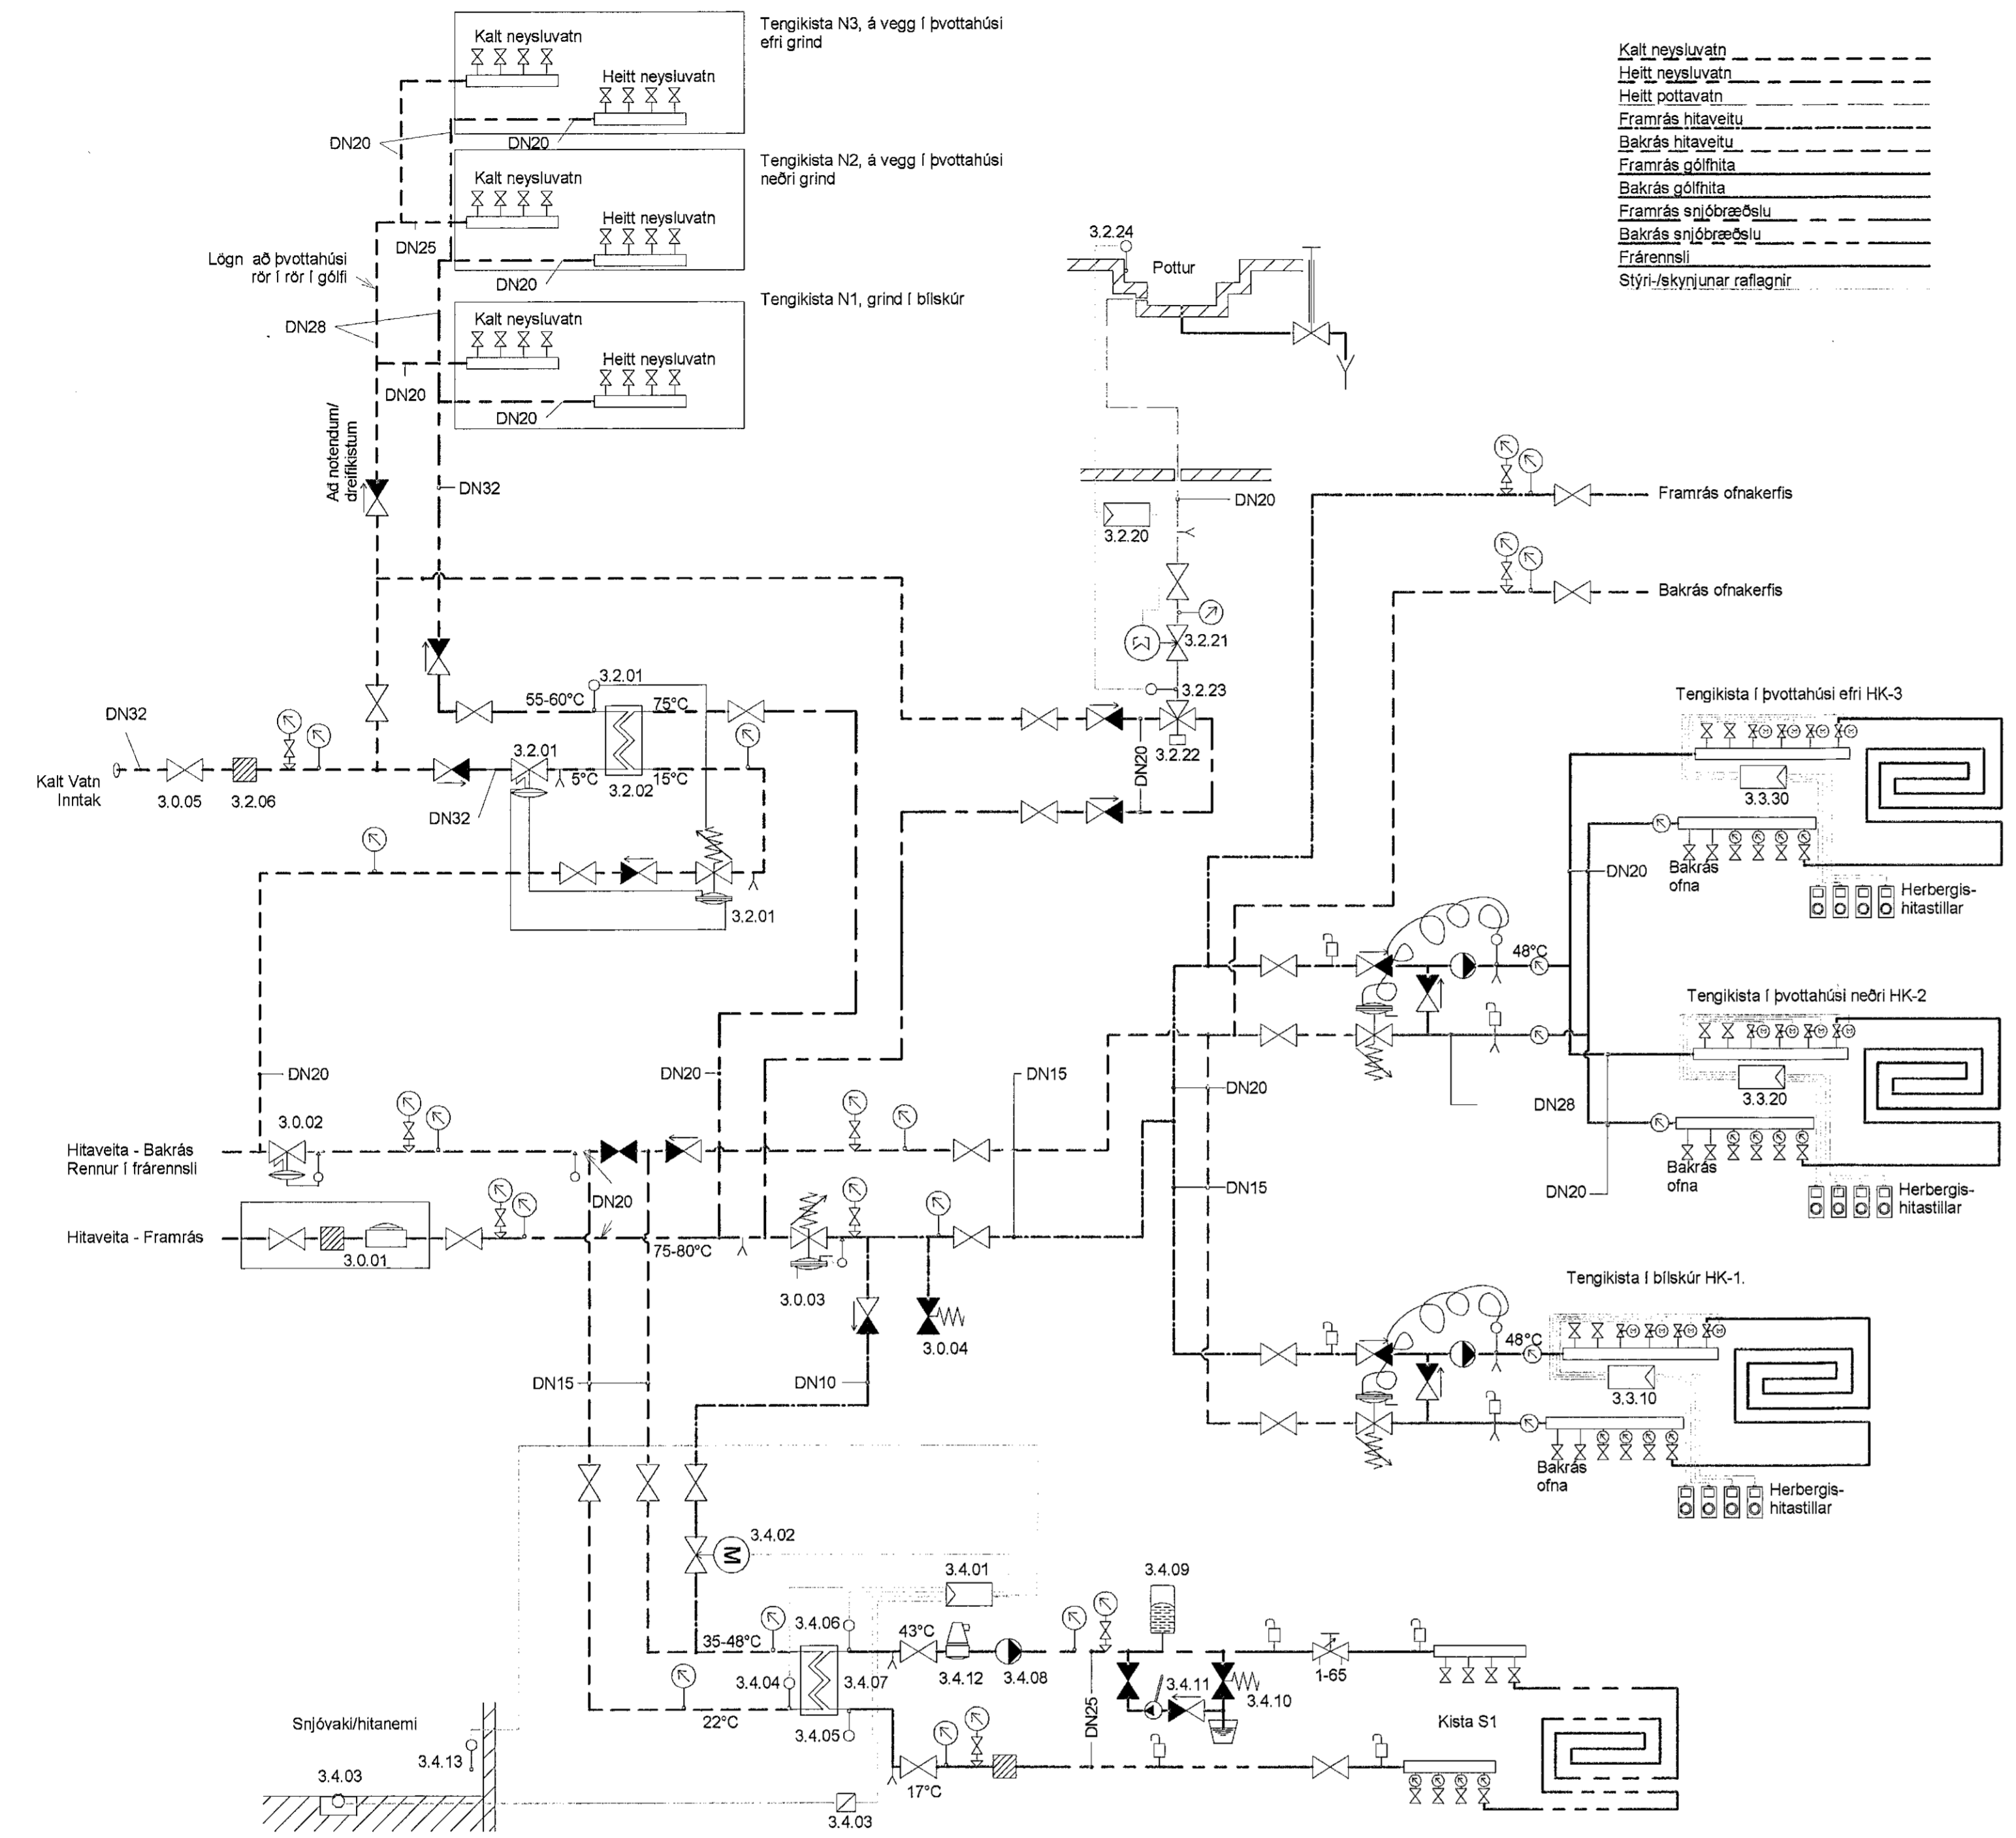 Tengikista N3, á vegg í þvottahúsi
efri grind
Kalt neysluvatn
Heitt neysluvatn
DN20
DN20
Tengikista N2, á vegg í þvottahúsi
neðri grind
Kalt neysluvatn
Heitt neysluvatn
DN25
DN20
Lögn að þvottahúsi
rör í rör í gólfi
Tengikista N1, grind í bílskúr
DN28
Kalt neysluvatn
Heitt neysluvatn
DN20
DN20
Kalt neysluvatn
Heitt neysluvatn
Heitt pottavatn
Framrás hitaveitu
Bakrás hitaveitu
Framrás gólfhita
Bakrás gólfhita
Framrás snjóbræðslu
Bakrás snjóbræðslu
Frárennsli
Stýri-/skynjunar raflagnir
3.2.24
Pottur
Ad notendum/
dreifikistum
DN32
DN20
3.2.20
3.2.21
3.2.23
3.2.22
DN20
Framrás ofnakerfis
Bakrás ofnakerfis
3.2.01
55-60°C
75°C
DN32
3.2.01
5°C
15°C
3.2.02
Kalt Vatn
Inntak
3.0.05
3.2.06
DN32
3.2.01
Tengikista í þvottahúsi efri HK-3
3.3.30
DN20
Bakrás
ofna
Herbergis-
hitastillar
48°C
Tengikista í þvottahúsi neðri HK-2
3.3.20
DN28
Bakrás
ofna
DN20
Herbergis-
hitastillar
DN20
DN20
DN15
DN20
3.0.02
Hitaveita - Bakrás
Rennur í frárennsli
DN20
DN15
Hitaveita - Framrás
3.0.01
75-80°C
3.0.03
3.0.04
Tengikista í bílskúr HK-1.
48°C
3.3.10
Bakrás
ofna
Herbergis-
hitastillar
DN15
DN10
3.4.02
M
3.4.01
3.4.09
35-48°C
3.4.06
43°C
3.4.12
3.4.08
1-65
3.4.04
3.4.07
3.4.11
3.4.10
22°C
3.4.05
DN25
Kista S1
17°C
Snjóvaki/hitanemi
3.4.13
3.4.03
3.4.03